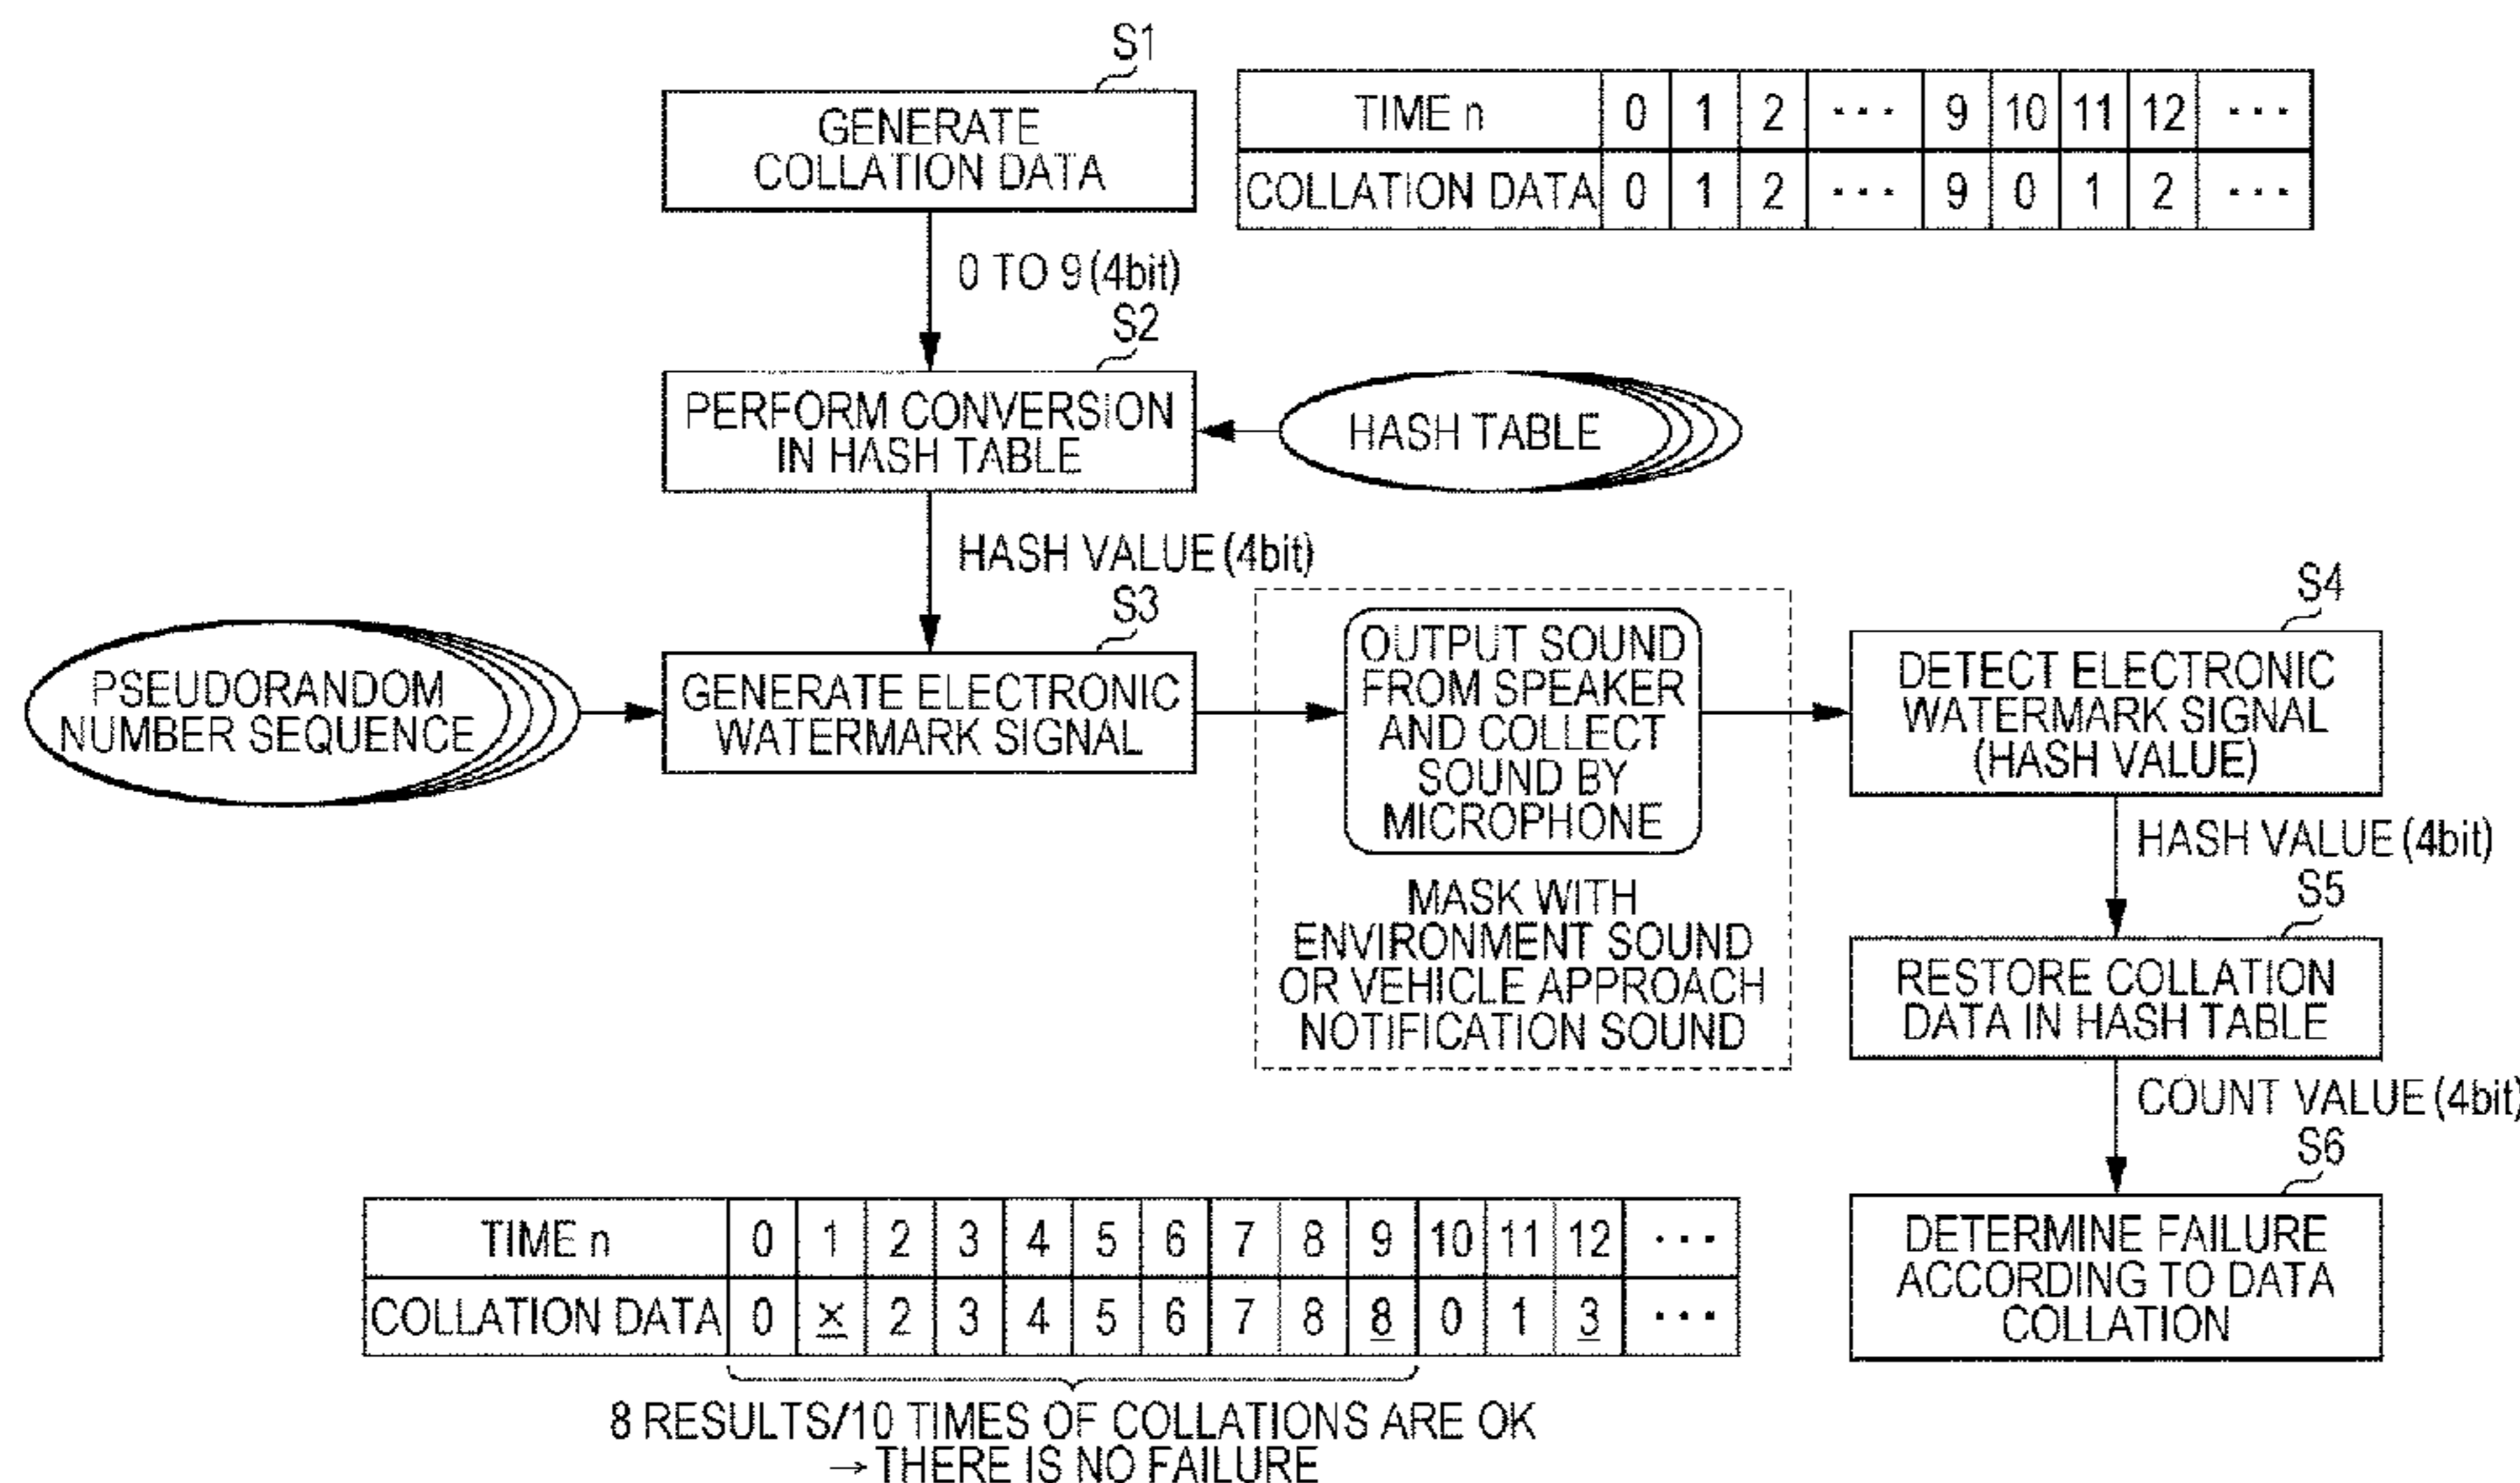 S1
GENERATE
COLLATION DATA
TIME n 0 1 2 ... 9 10 11 12 ...
COLLATION DATA 0 1 2 ... 9 0 1 2 ...
0 TO 9 (4bit)
S2
PERFORM CONVERSION
IN HASH TABLE
HASH TABLE
HASH VALUE (4bit)
S3
PSEUDORANDOM
NUMBER SEQUENCE
GENERATE ELECTRONIC
WATERMARK SIGNAL
OUTPUT SOUND
FROM SPEAKER
AND COLLECT
SOUND BY
MICROPHONE
MASK WITH
ENVIRONMENT SOUND
OR VEHICLE APPROACH
NOTIFICATION SOUND
S4
DETECT ELECTRONIC
WATERMARK SIGNAL
(HASH VALUE)
HASH VALUE (4bit)
S5
RESTORE COLLATION
DATA IN HASH TABLE
COUNT VALUE (4bit)
S6
DETERMINE FAILURE
ACCORDING TO DATA
COLLATION
TIME n 0 1 2 3 4 5 6 7 8 9 10 11 12 ...
COLLATION DATA 0 × 2 3 4 5 6 7 8 8 0 1 3 ...
8 RESULTS/10 TIMES OF COLLATIONS ARE OK
→ THERE IS NO FAILURE